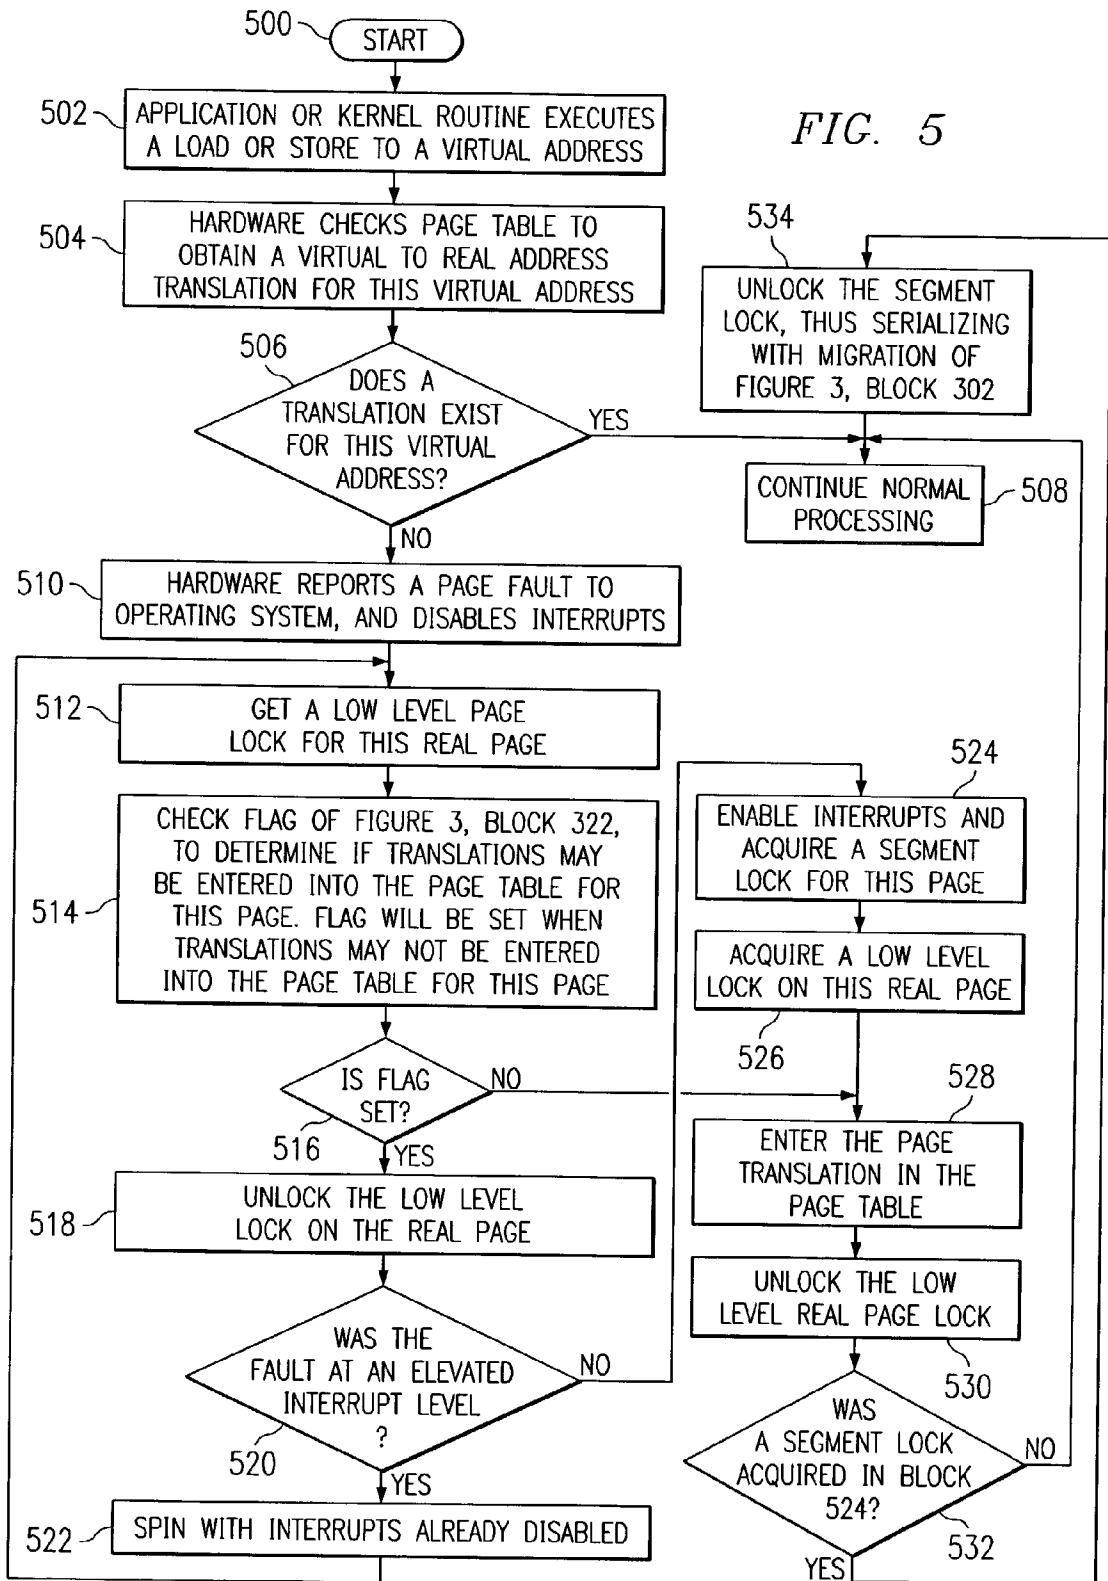 500
START
502
APPLICATION OR KERNEL ROUTINE EXECUTES
A LOAD OR STORE TO A VIRTUAL ADDRESS
FIG. 5
504
HARDWARE CHECKS PAGE TABLE TO
OBTAIN A VIRTUAL TO REAL ADDRESS
TRANSLATION FOR THIS VIRTUAL ADDRESS
506
DOES A
TRANSLATION EXIST
FOR THIS VIRTUAL
ADDRESS?
YES
NO
534
UNLOCK THE SEGMENT
LOCK, THUS SERIALIZING
WITH MIGRATION OF
FIGURE 3, BLOCK 302
CONTINUE NORMAL
PROCESSING
508
510
HARDWARE REPORTS A PAGE FAULT TO
OPERATING SYSTEM, AND DISABLES INTERRUPTS
512
GET A LOW LEVEL PAGE
LOCK FOR THIS REAL PAGE
514
CHECK FLAG OF FIGURE 3, BLOCK 322,
TO DETERMINE IF TRANSLATIONS MAY
BE ENTERED INTO THE PAGE TABLE FOR
THIS PAGE. FLAG WILL BE SET WHEN
TRANSLATIONS MAY NOT BE ENTERED
INTO THE PAGE TABLE FOR THIS PAGE
IS FLAG
SET?
516
NO
YES
518
UNLOCK THE LOW LEVEL
LOCK ON THE REAL PAGE
WAS THE
FAULT AT AN ELEVATED
INTERRUPT LEVEL
?
520
NO
YES
522
SPIN WITH INTERRUPTS ALREADY DISABLED
524
ENABLE INTERRUPTS AND
ACQUIRE A SEGMENT
LOCK FOR THIS PAGE
ACQUIRE A LOW LEVEL
LOCK ON THIS REAL PAGE
526
528
ENTER THE PAGE
TRANSLATION IN THE
PAGE TABLE
UNLOCK THE LOW
LEVEL REAL PAGE LOCK
530
WAS
A SEGMENT LOCK
ACQUIRED IN BLOCK
524?
NO
532
YES